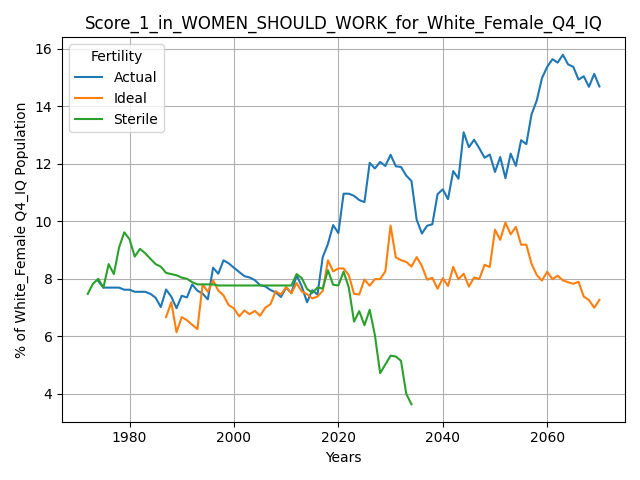 Score_1_in_WOMEN_SHOULD_WORK_for_White_Female_Q4_IQ
Fertility
Actual
Ideal
Sterile
% of White_Female Q4_IQ Population
16
14
12
10
8
6
4
1980
2000
2020
2040
2060
Years